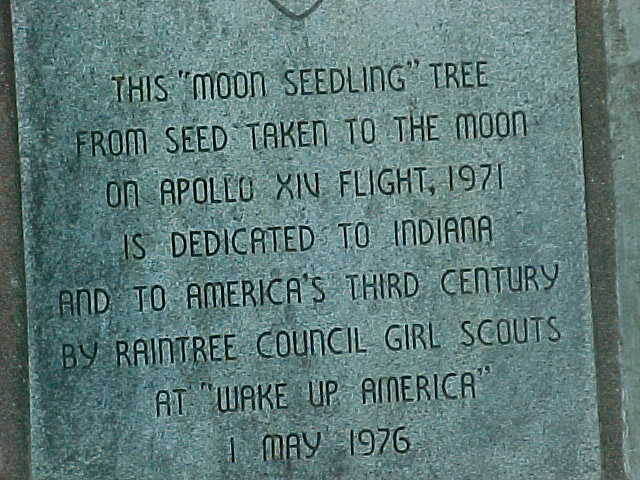 THIS "MOON SEEDLING" TREE
FROM SEED TAKEN TO THE MOON
ON APOLLO XIV FLIGHT, 1971
IS DEDICATED TO INDIANA
AND TO AMERICA'S THIRD CENTURY
BY RAINTREE COUNCIL GIRL SCOUTS
AT "WAKE UP AMERICA"
1 MAY 1976